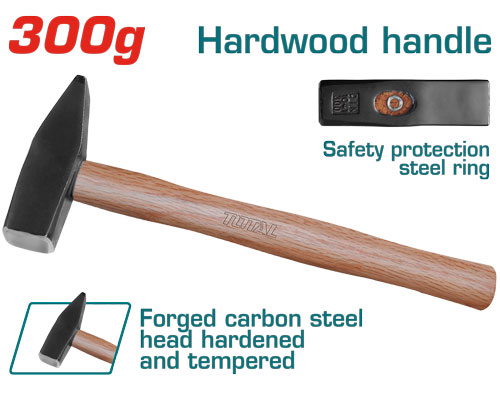 300g
Hardwood handle
Safety protection
steel ring
TOTAL
Forged carbon steel
head hardened
and tempered